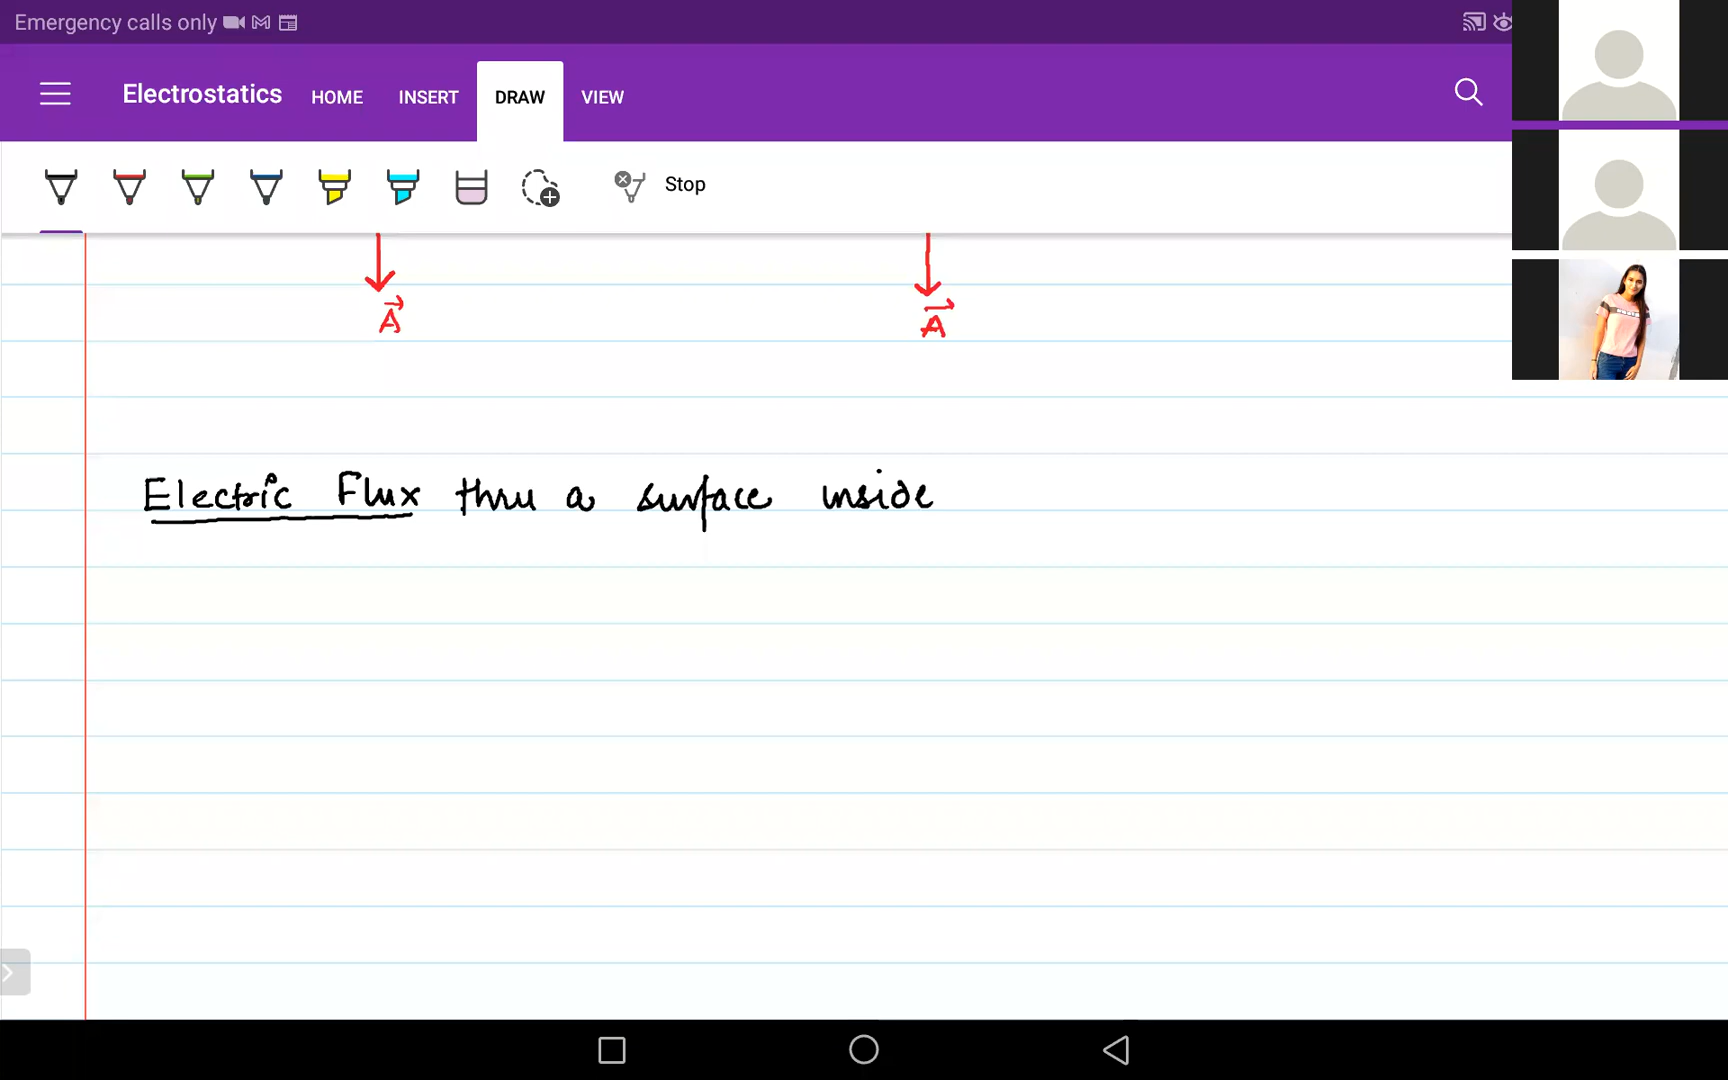 Emergency calls only
Electrostatics HOME INSERT DRAW VIEW
Stop
A A
Electric Flux thru a surface inside